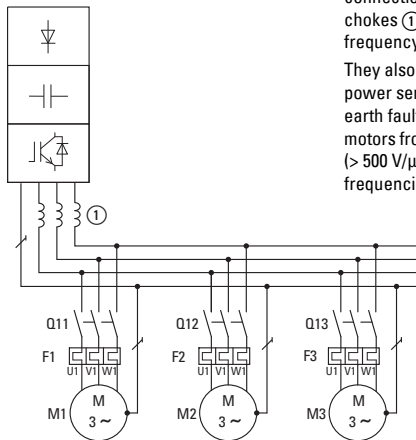 connectio
chokes ①
frequency
They also
power ser
earth faul
motors fro
(> 500 V/µ
frequenci
1
Q11 Q12 Q13
F1 F2 F3
U1 V1 W1 U1 V1 W1 U1 V1 W1
M1 M 3 ~ M2 M 3 ~ M3 M 3 ~